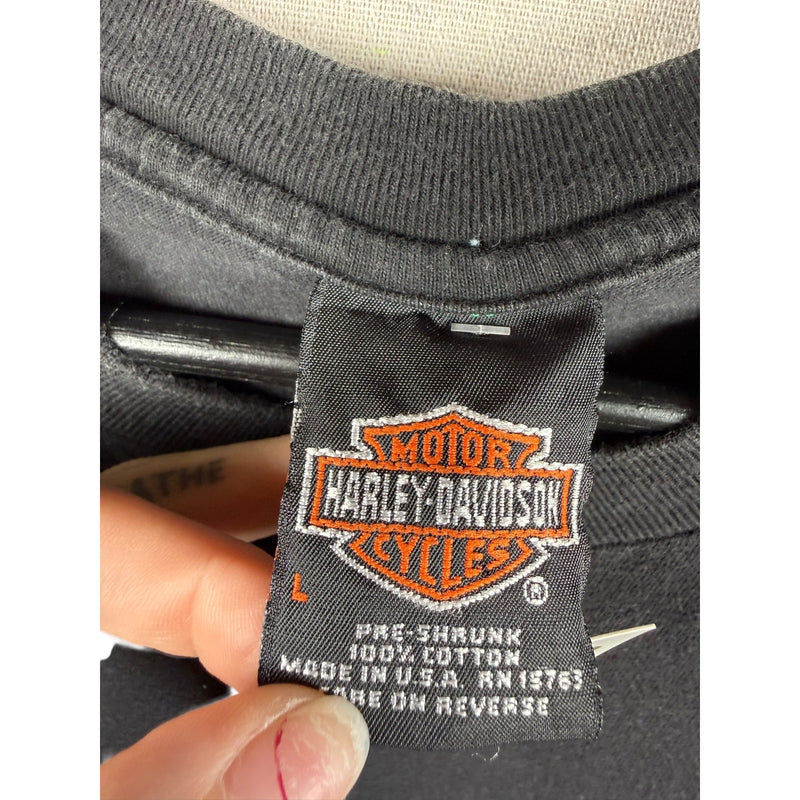 MOTOR
HARLEY-DAVIDSON
CYCLES
L ®
PRE-SHRUNK
100% COTTON
MADE IN U.S.A. RN 15763
CARE ON REVERSE